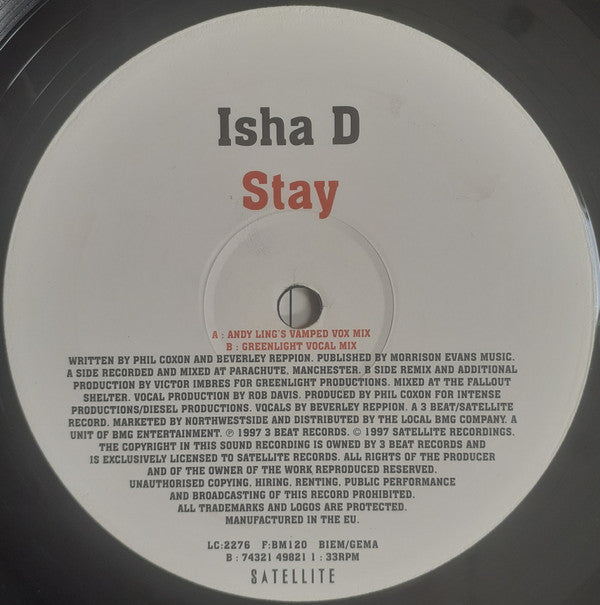 Isha D
Stay
A : ANDY LING'S VAMPED VOX MIX
B : GREENLIGHT VOCAL MIX
WRITTEN BY PHIL COXON AND BEVERLEY REPPION. PUBLISHED BY MORRISON EVANS MUSIC.
A SIDE RECORDED AND MIXED AT PARACHUTE, MANCHESTER. B SIDE REMIX AND ADDITIONAL
PRODUCTION BY VICTOR IMBRES FOR GREENLIGHT PRODUCTIONS. MIXED AT THE FALLOUT
SHELTER. VOCAL PRODUCTION BY ROB DAVIS. PRODUCED BY PHIL COXON FOR INTENSE
PRODUCTIONS/DIESEL PRODUCTIONS. VOCALS BY BEVERLEY REPPION. A 3 BEAT/SATELLITE
RECORD. MARKETED BY NORTHWESTSIDE AND DISTRIBUTED BY THE LOCAL BMG COMPANY. A
UNIT OF BMG ENTERTAINMENT. ℗ 1997 3 BEAT RECORDS. © 1997 SATELLITE RECORDINGS.
THE COPYRIGHT IN THIS SOUND RECORDING IS OWNED BY 3 BEAT RECORDS AND
IS EXCLUSIVELY LICENSED TO SATELLITE RECORDS. ALL RIGHTS OF THE PRODUCER
AND OF THE OWNER OF THE WORK REPRODUCED RESERVED.
UNAUTHORISED COPYING, HIRING, RENTING, PUBLIC PERFORMANCE
AND BROADCASTING OF THIS RECORD PROHIBITED.
ALL TRADEMARKS AND LOGOS ARE PROTECTED.
MANUFACTURED IN THE EU.
LC:2276 F:BM120 BIEM/GEMA
B : 74321 49821 1 : 33RPM
SATELLITE